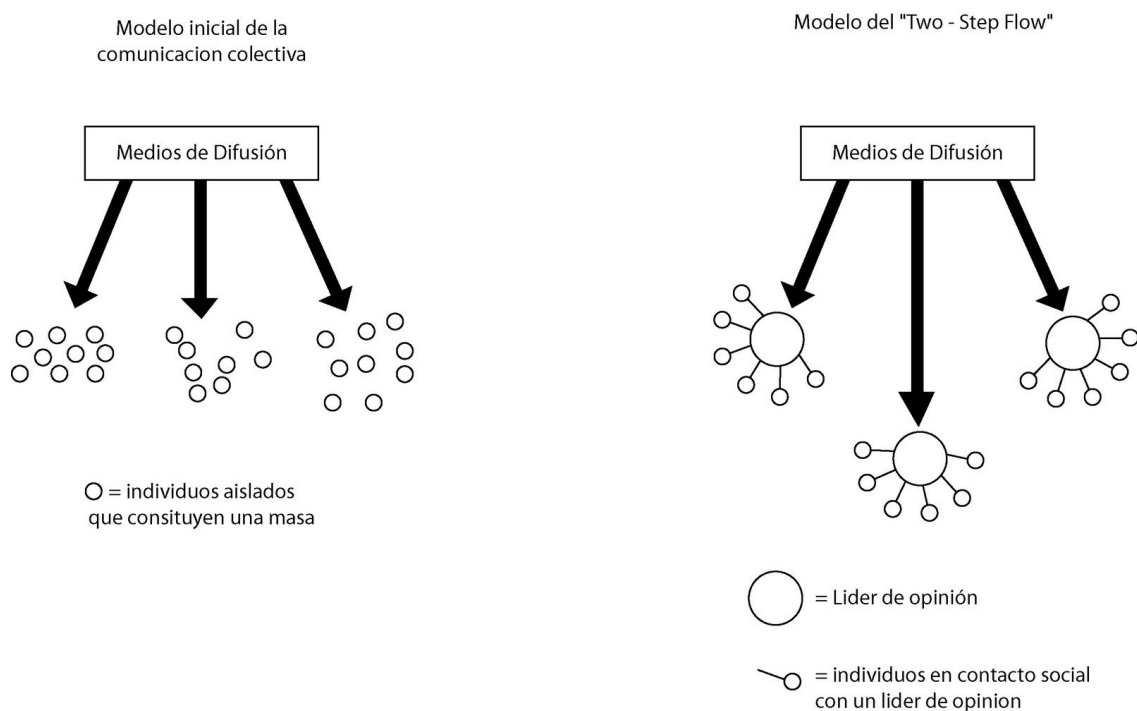 Modelo inicial de la
comunicacion colectiva
Medios de Difusión
= individuos aislados
que consituyen una masa
Modelo del "Two - Step Flow"
Medios de Difusión
= Lider de opinión
= individuos en contacto social
con un lider de opinion